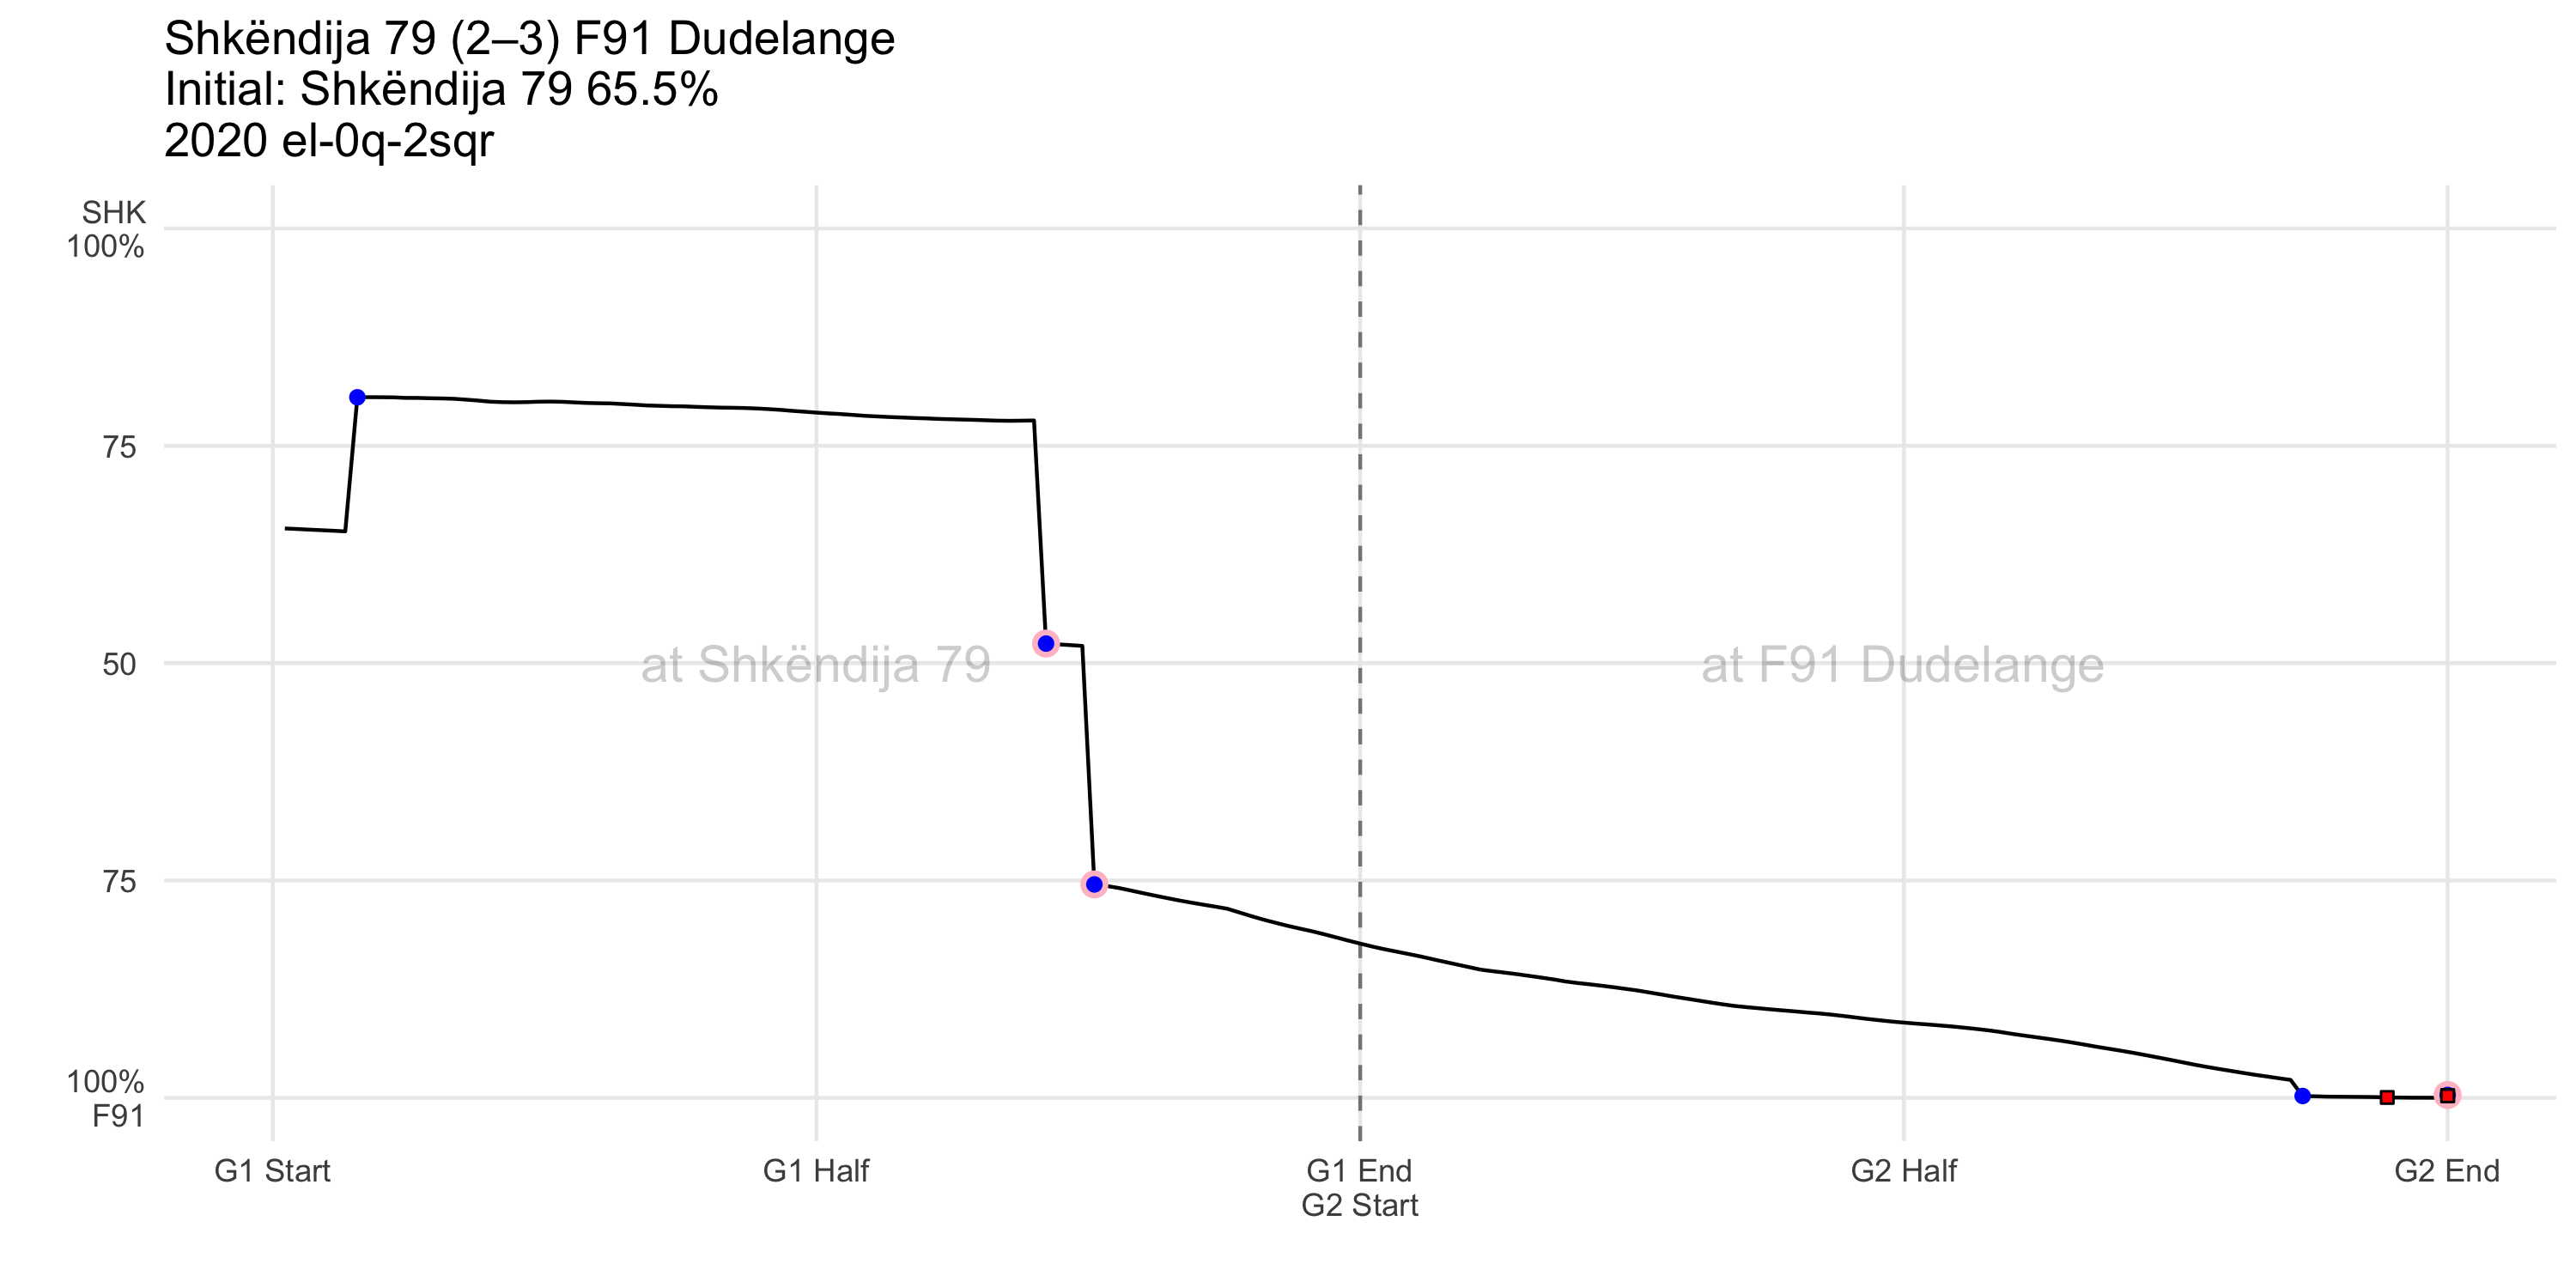 Shkëndija 79 (2–3) F91 Dudelange
Initial: Shkëndija 79 65.5%
2020 el-0q-2sqr
SHK
100%
75
50
75
100%
F91
at Shkëndija 79
at F91 Dudelange
G1 Start
G1 Half
G1 End
G2 Start
G2 Half
G2 End